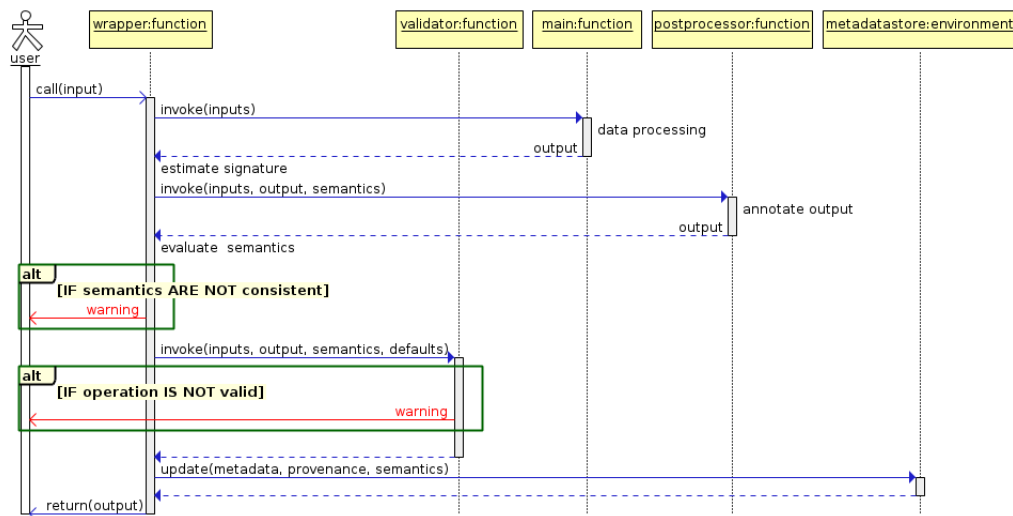 wrapper:function
validator:function
main:function
postprocessor:function
metadatastore:environment
user
call(input)
invoke(inputs)
data processing
output
estimate signature
invoke(inputs, output, semantics)
annotate output
output
evaluate  semantics
alt
[IF semantics ARE NOT consistent]
warning
invoke(inputs, output, semantics, defaults)
alt
[IF operation IS NOT valid]
warning
update(metadata, provenance, semantics)
return(output)